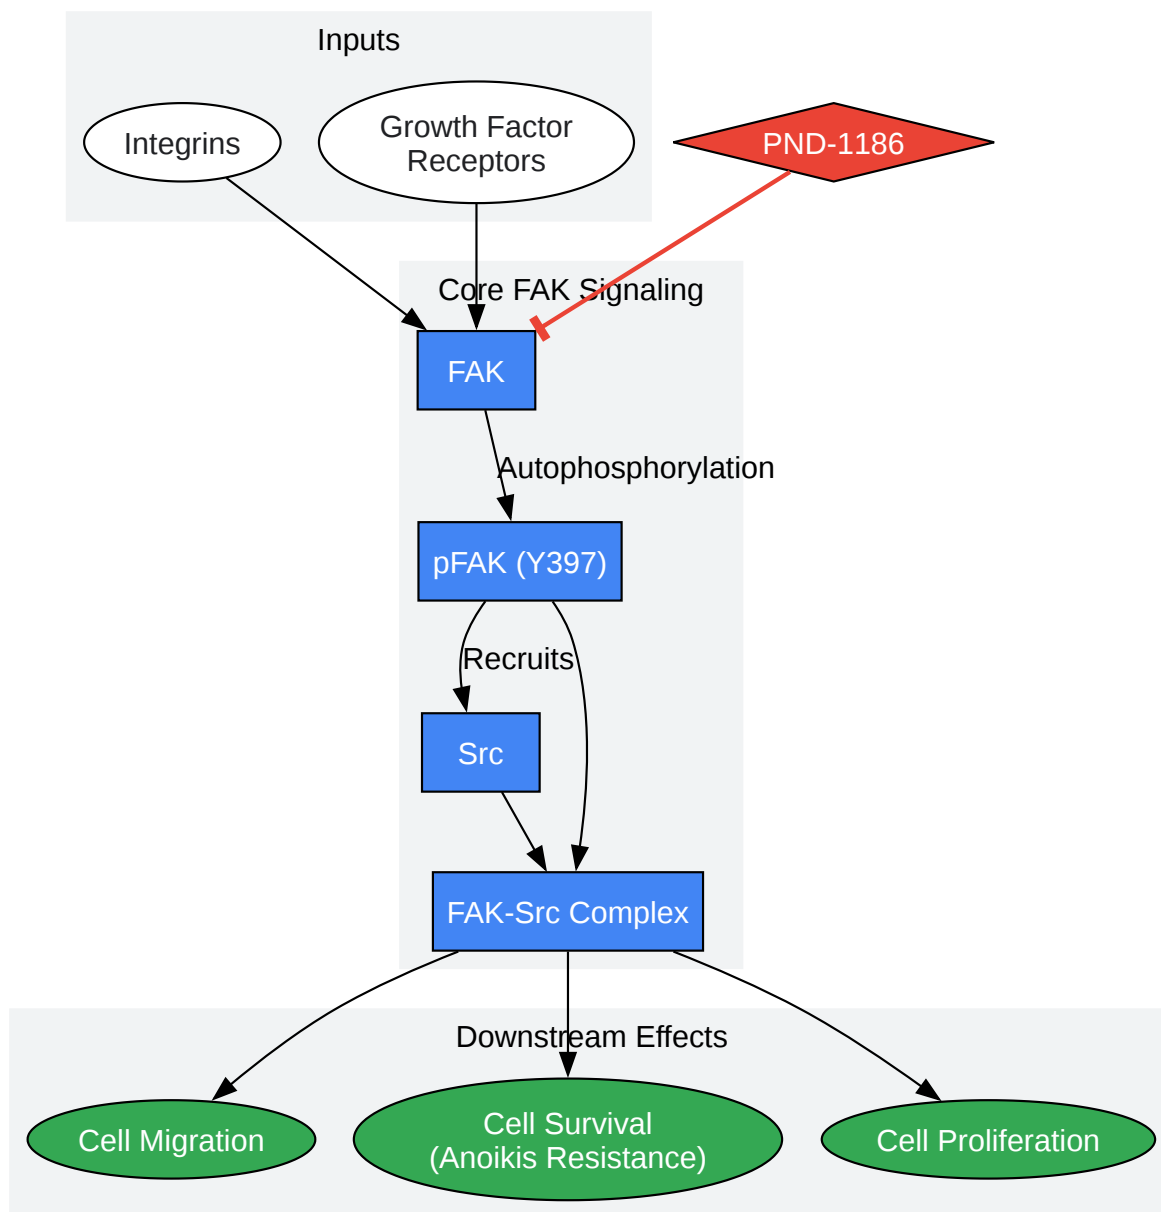 Inputs
Integrins
Growth Factor
Receptors
PND-1186
Core FAK Signaling
FAK
Autophosphorylation
pFAK (Y397)
Recruits
Src
FAK-Src Complex
Downstream Effects
Cell Migration
Cell Survival
(Anoikis Resistance)
Cell Proliferation